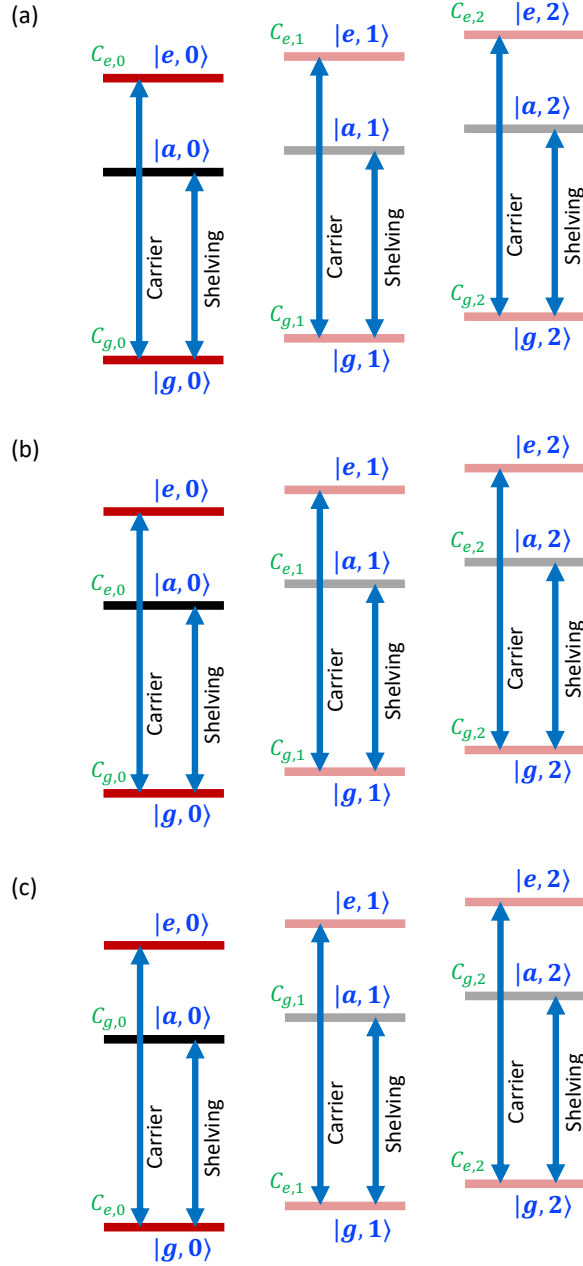 (a)
C_{e,0} |e, 0⟩
C_{e,1} |e, 1⟩
C_{e,2} |e, 2⟩
|a, 0⟩
|a, 1⟩
|a, 2⟩
Carrier
Shelving
Carrier
Shelving
Carrier
Shelving
C_{g,0}
C_{g,1}
C_{g,2}
|g, 0⟩
|g, 1⟩
|g, 2⟩
(b)
|e, 0⟩
|e, 1⟩
|e, 2⟩
C_{e,0} |a, 0⟩
C_{e,1} |a, 1⟩
C_{e,2} |a, 2⟩
Carrier
Shelving
Carrier
Shelving
Carrier
Shelving
C_{g,0}
C_{g,1}
C_{g,2}
|g, 0⟩
|g, 1⟩
|g, 2⟩
(c)
|e, 0⟩
|e, 1⟩
|e, 2⟩
C_{g,0} |a, 0⟩
C_{g,1} |a, 1⟩
C_{g,2} |a, 2⟩
Carrier
Shelving
Carrier
Shelving
Carrier
Shelving
C_{e,0}
C_{e,1}
C_{e,2}
|g, 0⟩
|g, 1⟩
|g, 2⟩